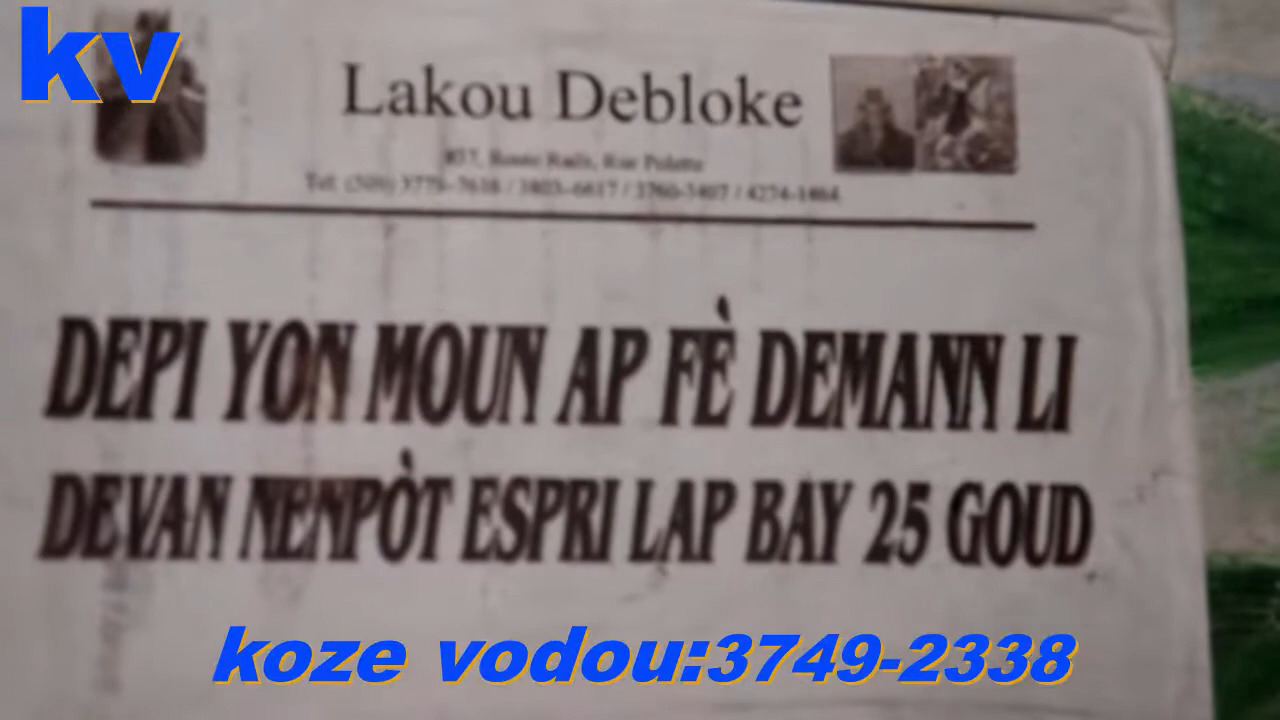 kv
Lakou Debloke
DEPI YON MOUN AP FÈ DEMANN LI
DEVAN NENPÒT ESPRI LAP BAY 25 GOUD
koze vodou:3749-2338